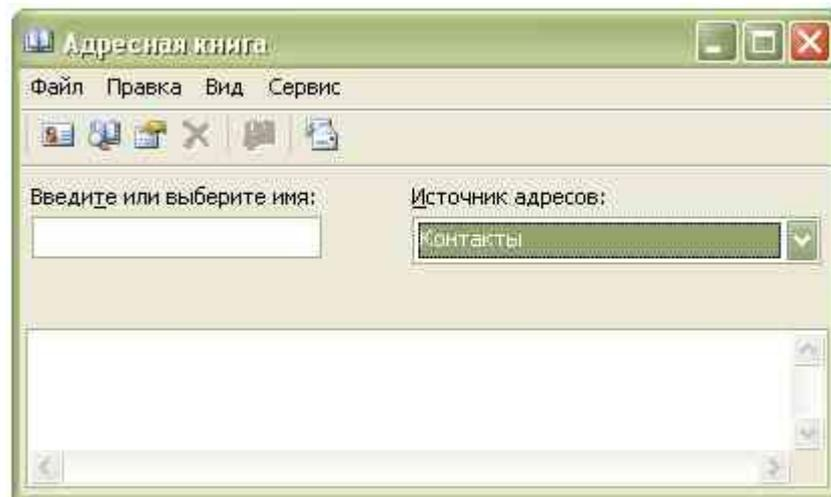 Адресная книга
Файл Правка Вид Сервис
Введите или выберите имя: Источник адресов:
Контакты